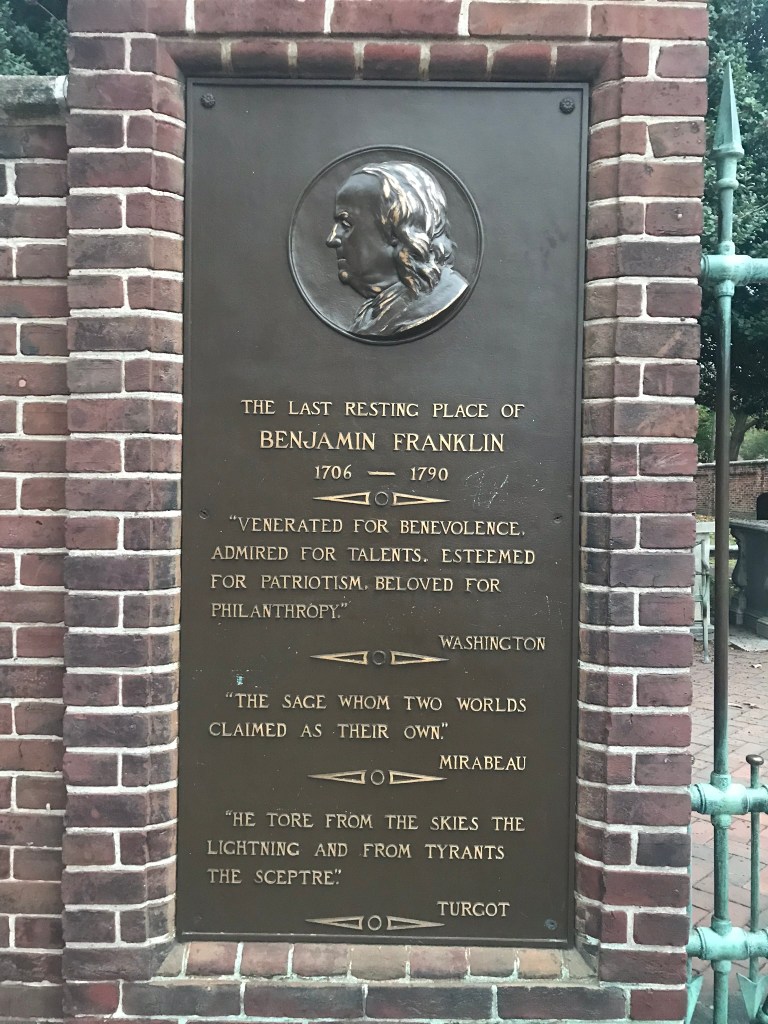 THE LAST RESTING PLACE OF
BENJAMIN FRANKLIN
1706 — 1790
"VENERATED FOR BENEVOLENCE,
ADMIRED FOR TALENTS, ESTEEMED
FOR PATRIOTISM, BELOVED FOR
PHILANTHROPY."
WASHINGTON
"THE SAGE WHOM TWO WORLDS
CLAIMED AS THEIR OWN."
MIRABEAU
"HE TORE FROM THE SKIES THE
LIGHTNING AND FROM TYRANTS
THE SCEPTRE."
TURGOT